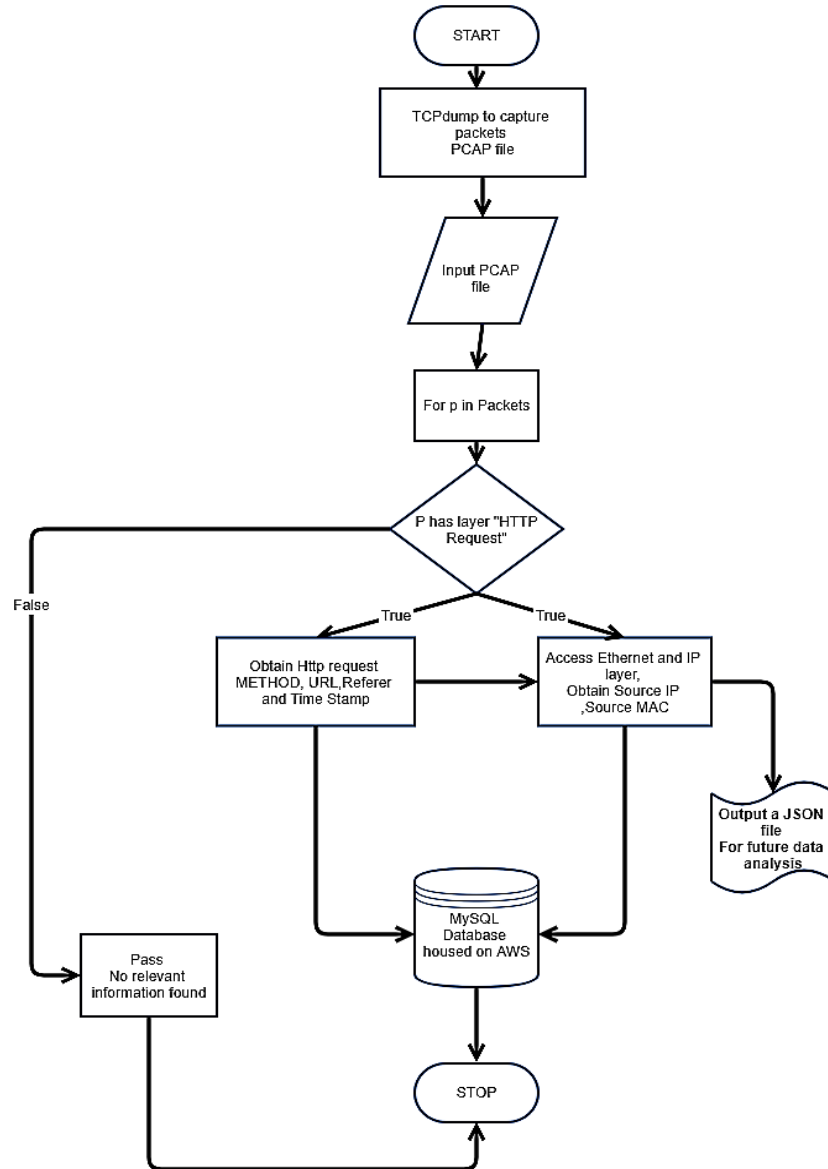 START
TCPdump to capture
packets
PCAP file
Input PCAP
file
For p in Packets
P has layer "HTTP
Request"
False
True
True
Obtain Http request
METHOD, URL,Referer
and Time Stamp
Access Ethernet and IP
layer,
Obtain Source IP
,Source MAC
Output a JSON
file
For future data
analysis
MySQL
Database
housed on AWS
Pass
No relevant
information found
STOP